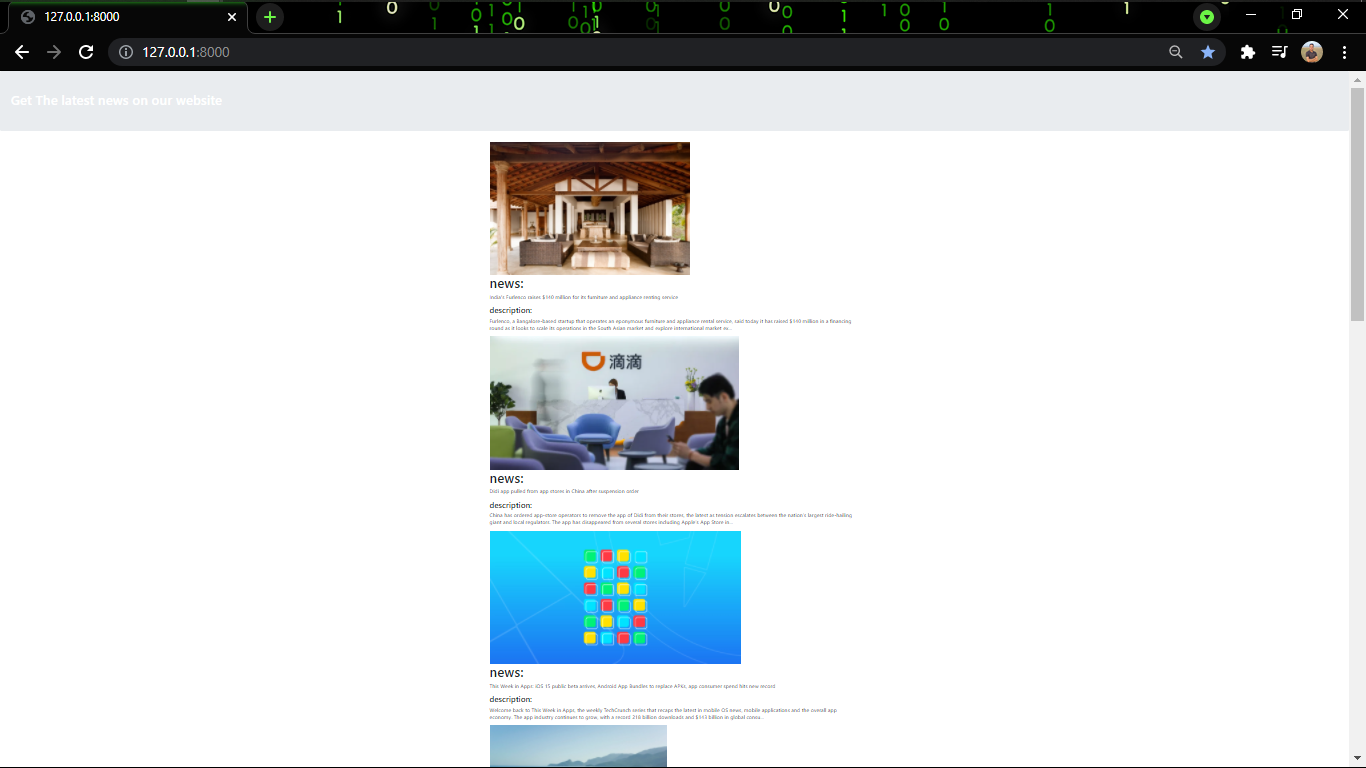 127.0.0.1:8000
127.0.0.1:8000
Get The latest news on our website
news:
India's Furlenco raises $140 million for its furniture and appliance renting service
description:
Furlenco, a Bangalore-based startup that operates an eponymous furniture and appliance rental service, said today it has raised $140 million in a financing
round as it looks to scale its operations in the South Asian market and explore international market ex...
滴滴
news:
Didi app pulled from app stores in China after suspension order
description:
China has ordered app-store operators to remove the app of Didi from their stores, the latest as tension escalates between the nation's largest ride-hailing
giant and local regulators. The app has disappeared from several stores including Apple's App Store in...
news:
This Week in Apps: iOS 15 public beta arrives, Android App Bundles to replace APKs, app consumer spend hits new record
description:
Welcome back to This Week in Apps, the weekly TechCrunch series that recaps the latest in mobile OS news, mobile applications and the overall app
economy. The app industry continues to grow, with a record 218 billion downloads and $143 billion in global consu...